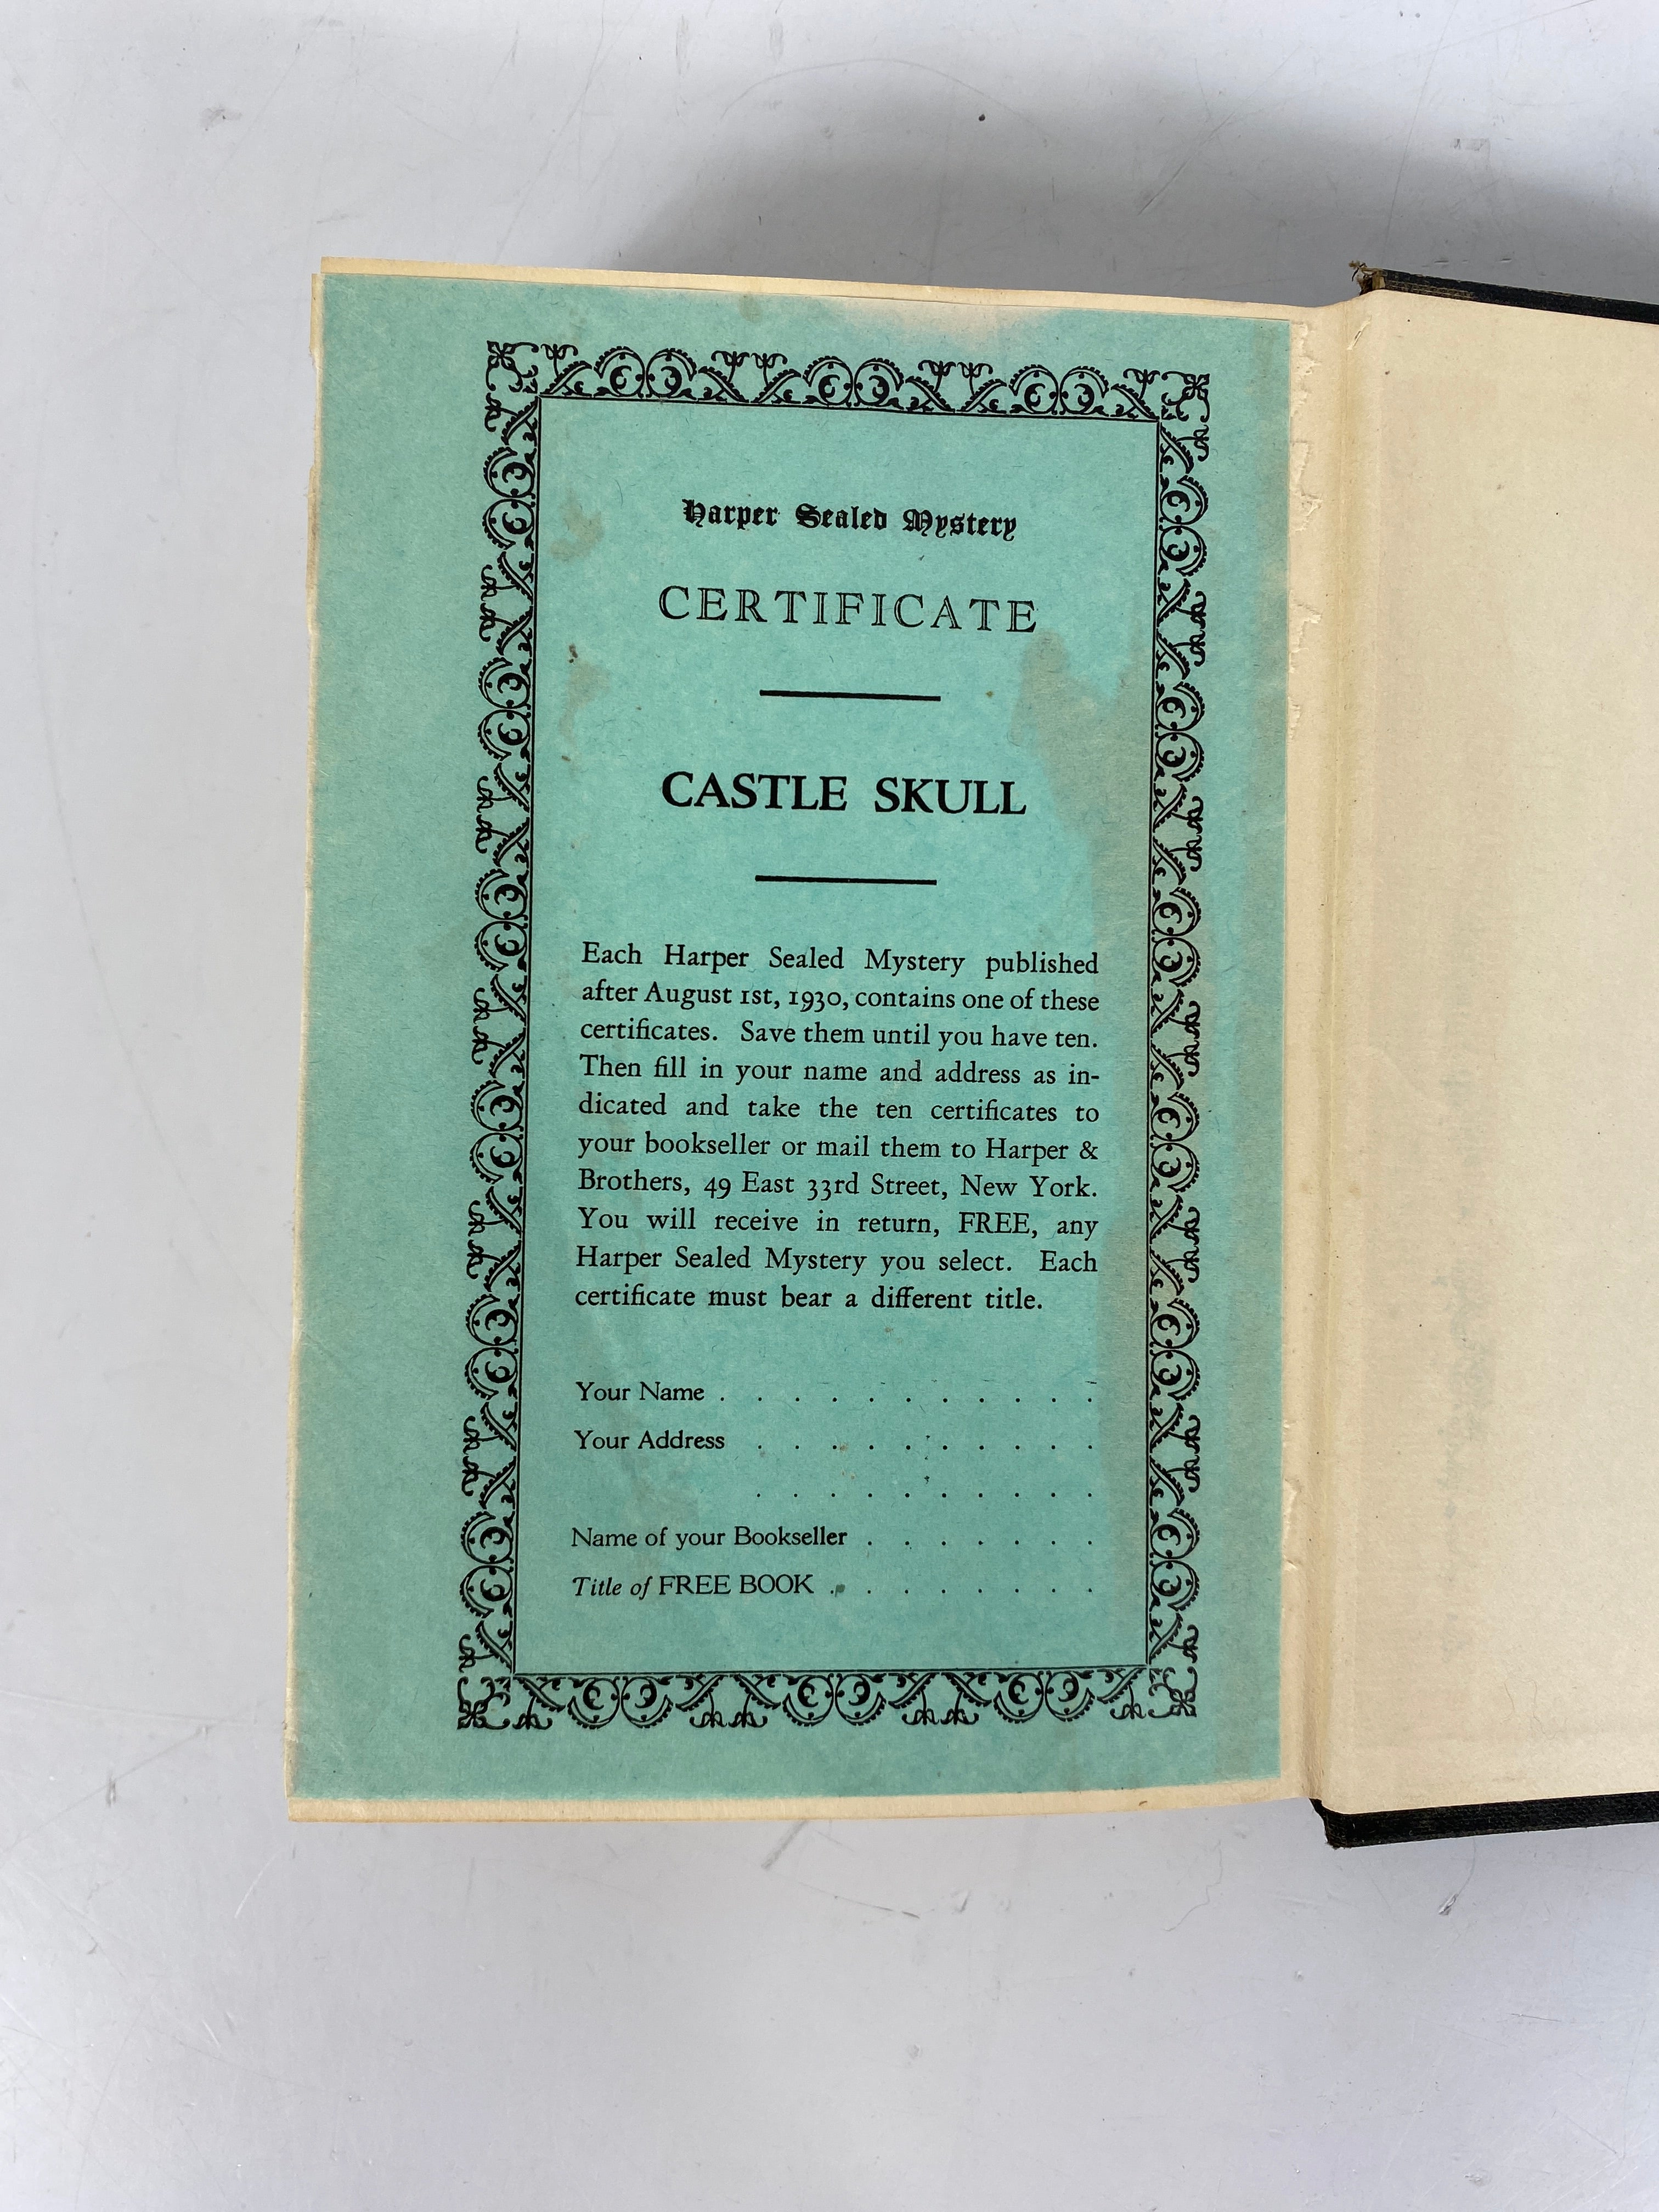 Harper Sealed Mystery
CERTIFICATE
CASTLE SKULL
Each Harper Sealed Mystery published
after August 1st, 1930, contains one of these
certificates. Save them until you have ten.
Then fill in your name and address as in-
dicated and take the ten certificates to
your bookseller or mail them to Harper &
Brothers, 49 East 33rd Street, New York.
You will receive in return, FREE, any
Harper Sealed Mystery you select. Each
certificate must bear a different title.
Your Name . . . . . . . . . . .
Your Address . . . . . . . . . .
. . . . . . . . . .
Name of your Bookseller . . . . . . .
Title of FREE BOOK . . . . . . . .